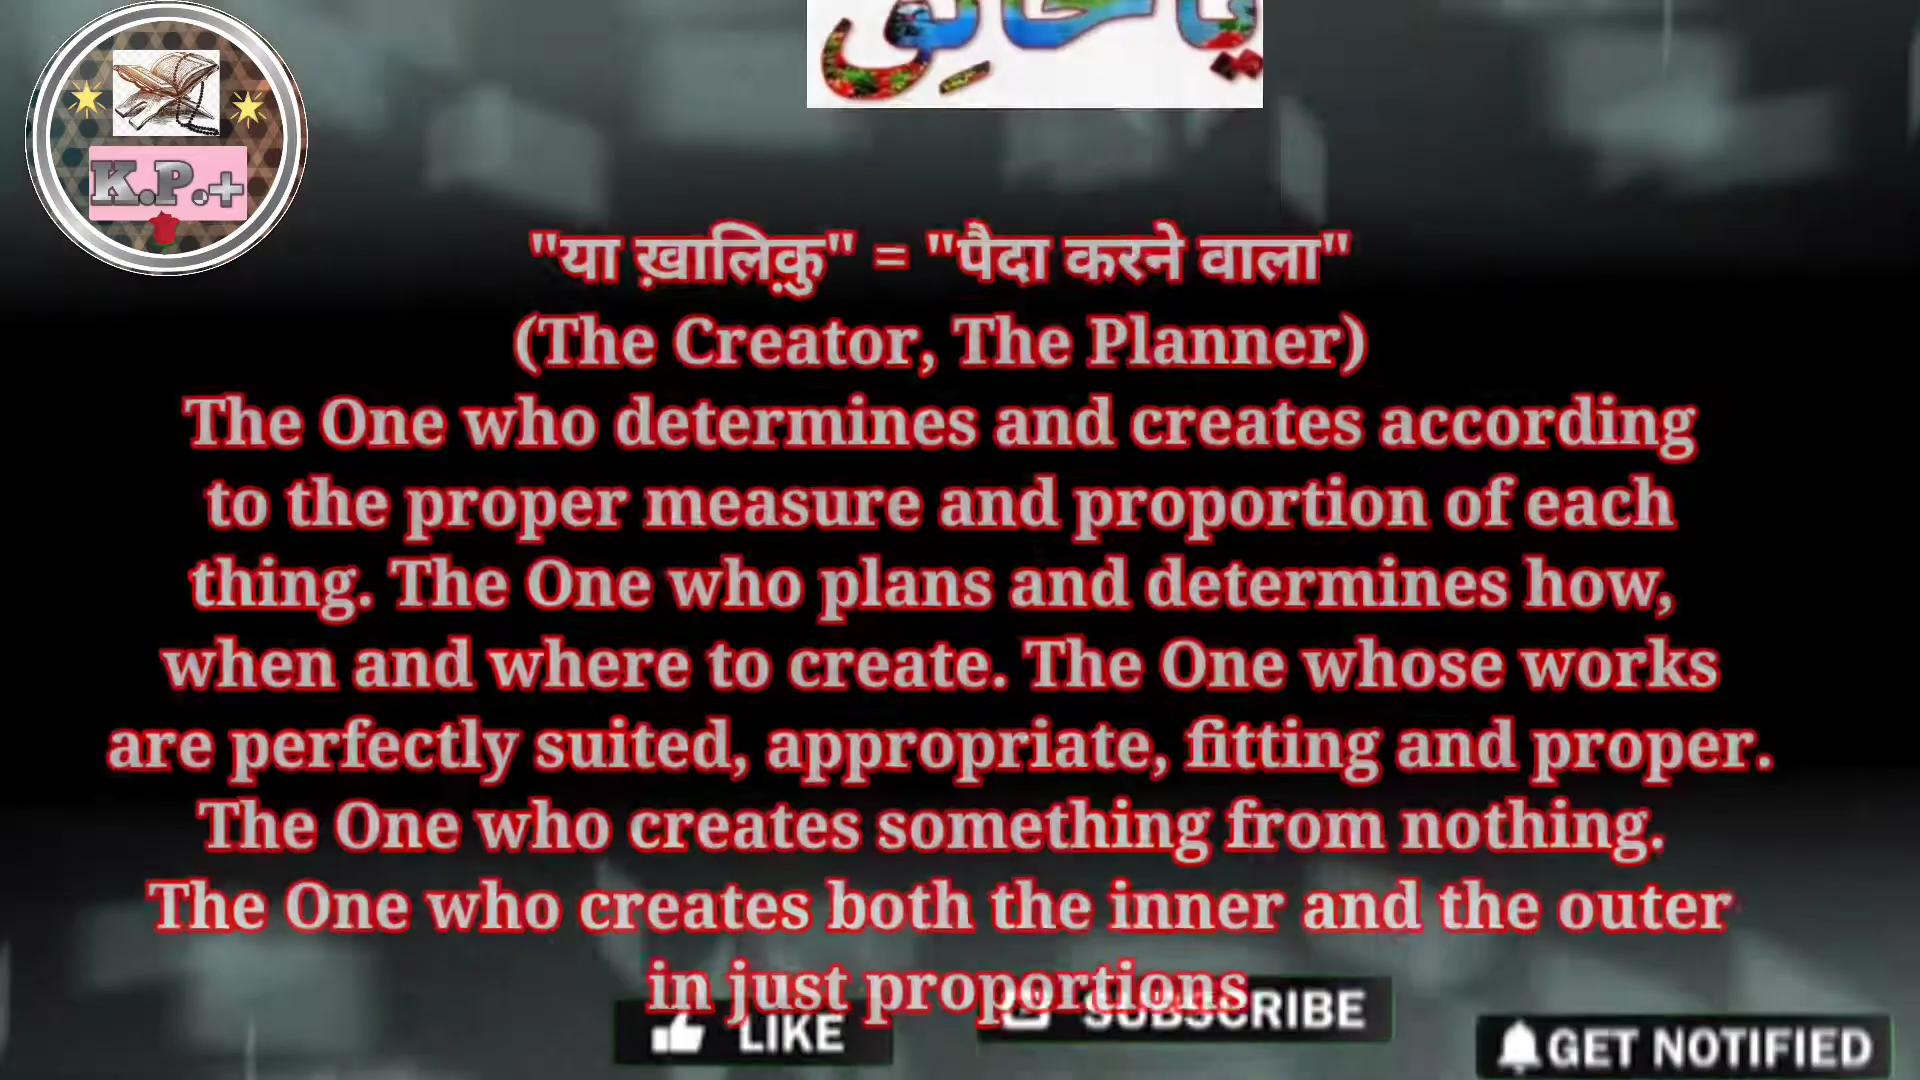 يا خالق
K.P.+
"या ख़ालिक़ु" = "पैदा करने वाला"
(The Creator, The Planner)
The One who determines and creates according
to the proper measure and proportion of each
thing. The One who plans and determines how,
when and where to create. The One whose works
are perfectly suited, appropriate, fitting and proper.
The One who creates something from nothing.
The One who creates both the inner and the outer
in just proportions
LIKE
SUBSCRIBE
GET NOTIFIED